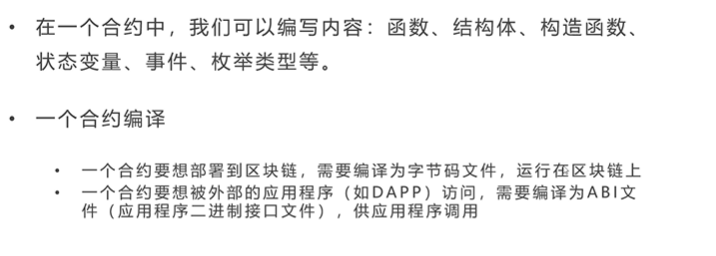 • 在一个合约中，我们可以编写内容：函数、结构体、构造函数、
状态变量、事件、枚举类型等。
• 一个合约编译
• 一个合约要想部署到区块链，需要编译为字节码文件，运行在区块链上
• 一个合约要想被外部的应用程序（如DAPP）访问，需要编译为ABI文
件（应用程序二进制接口文件），供应用程序调用